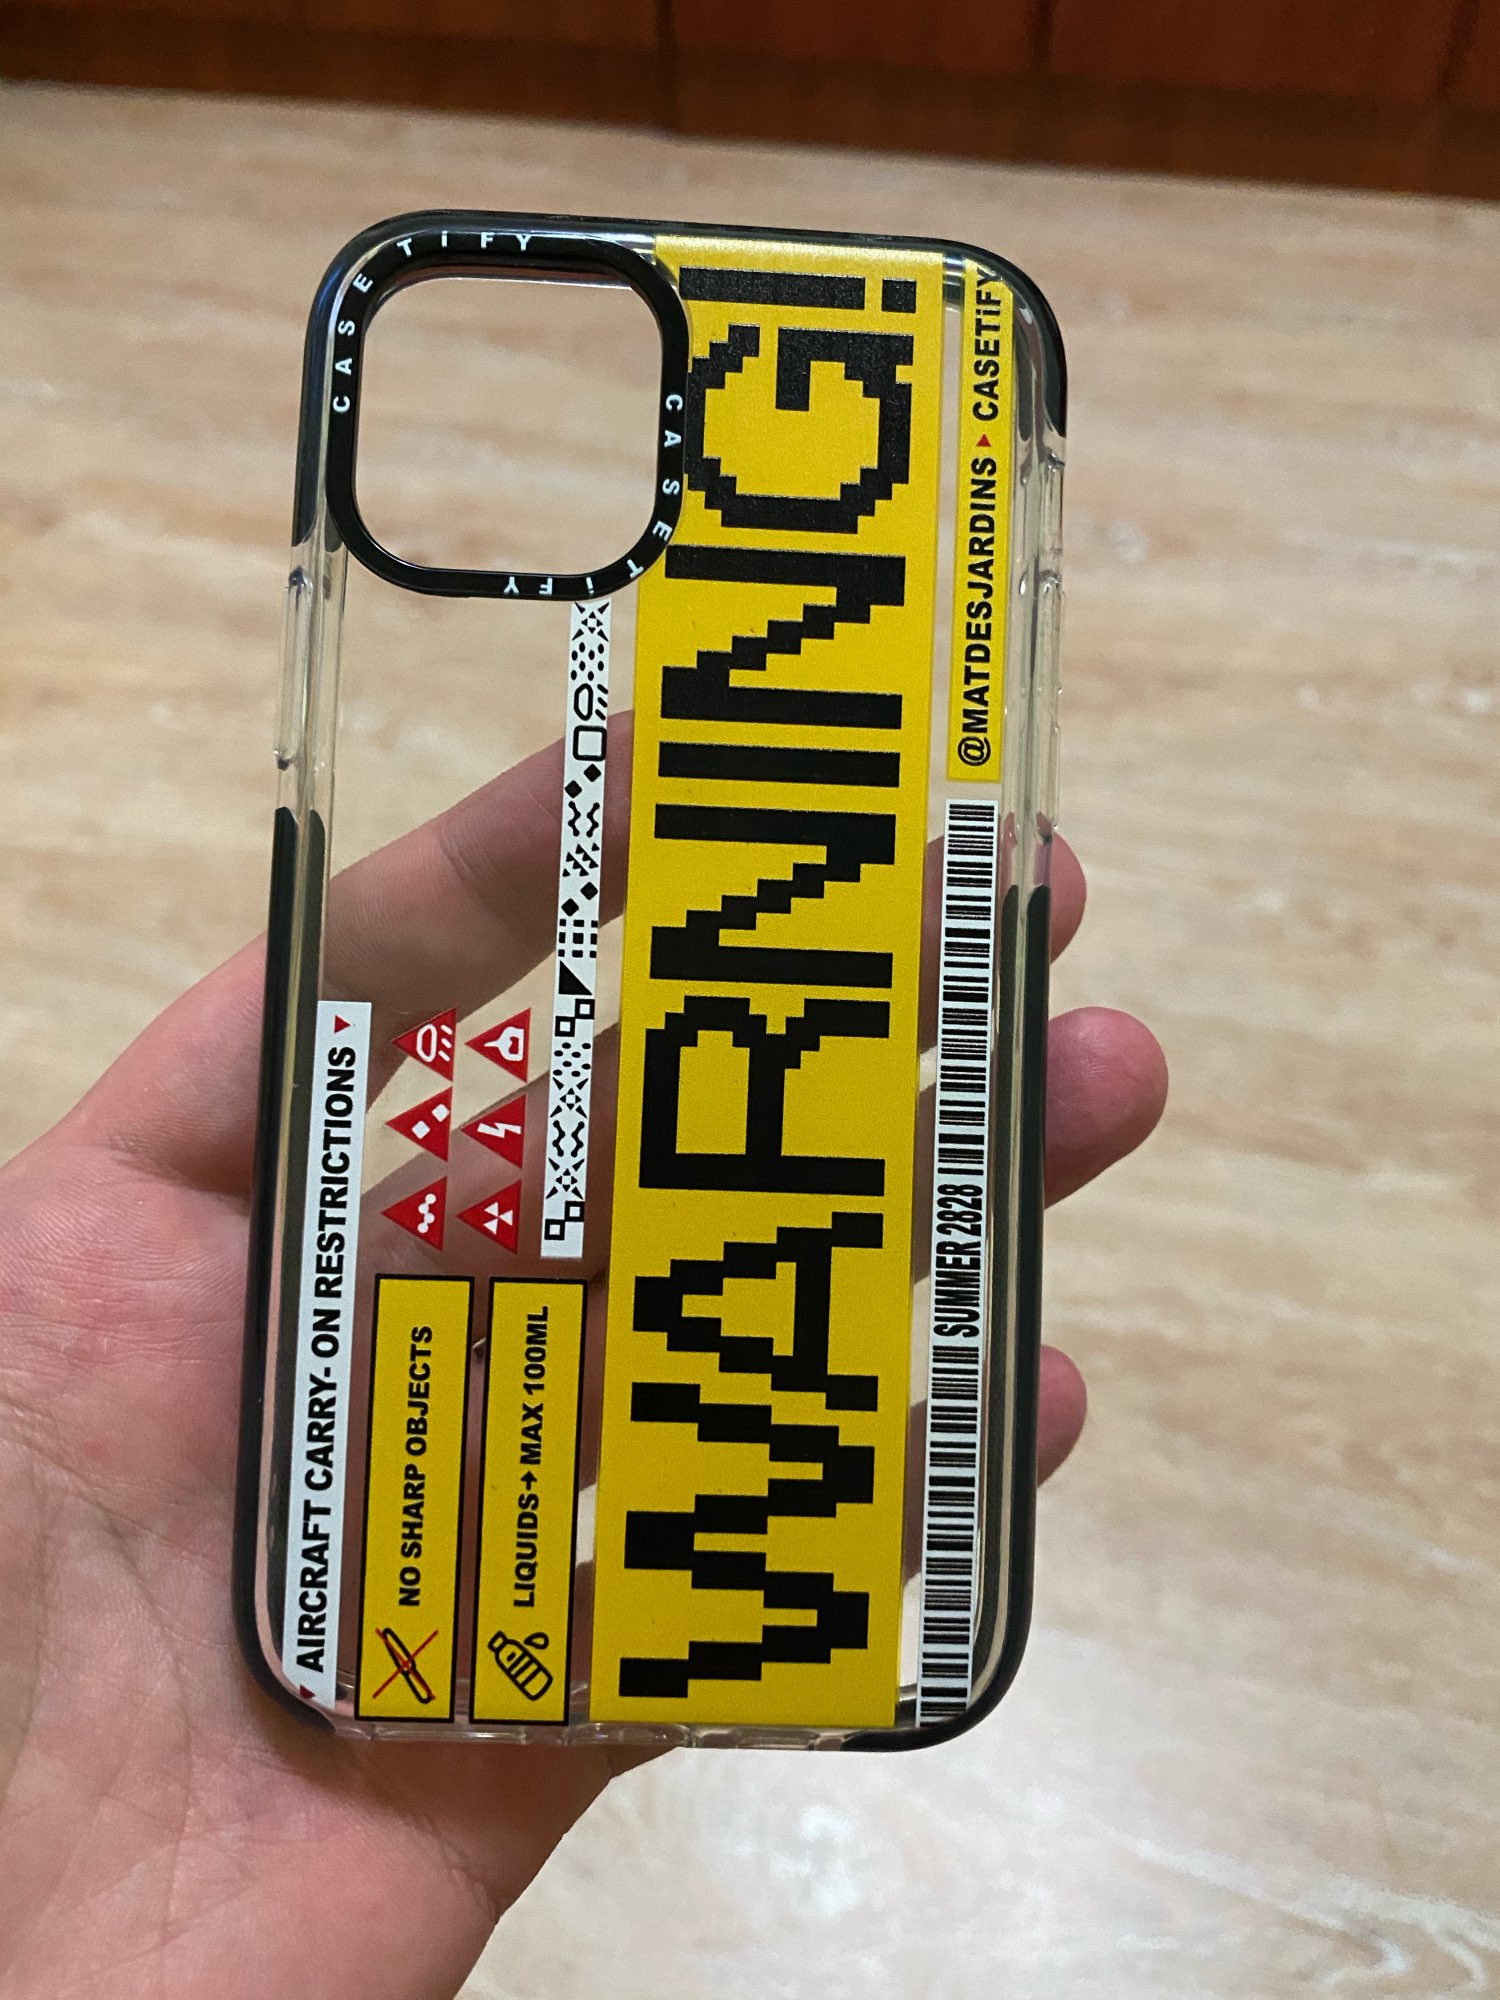 CASETiFY
CASETiFY
AIRCRAFT CARRY- ON RESTRICTIONS
NO SHARP OBJECTS
LIQUIDS→ MAX 100ML
WARNING!
@MATDESJARDINS ▸ CASETiFY
SUMMER 2828